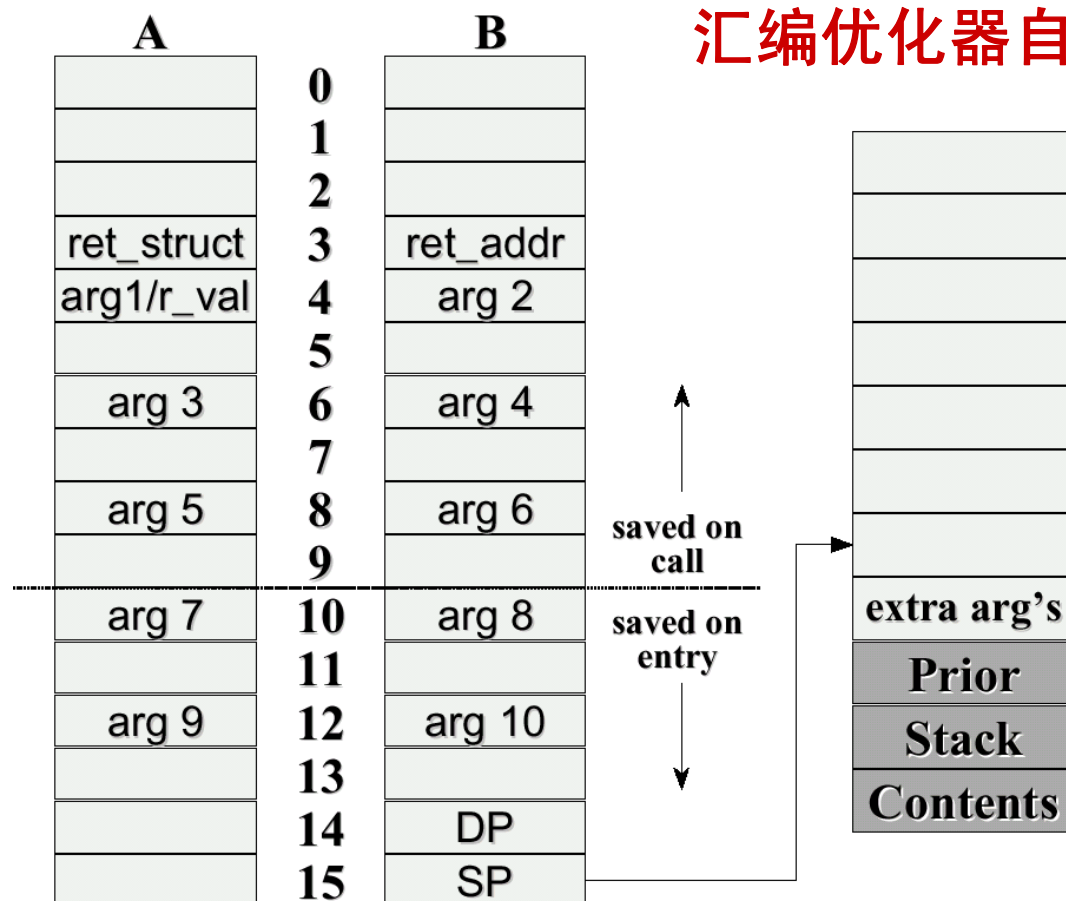 汇编优化器自
A B
0
1
2
ret_struct 3 ret_addr
arg1/r_val 4 arg 2
5
arg 3 6 arg 4
7
arg 5 8 arg 6
9
saved on
call
arg 7 10 arg 8
saved on
entry
11
arg 9 12 arg 10
13
14 DP
15 SP
extra arg’s
Prior
Stack
Contents